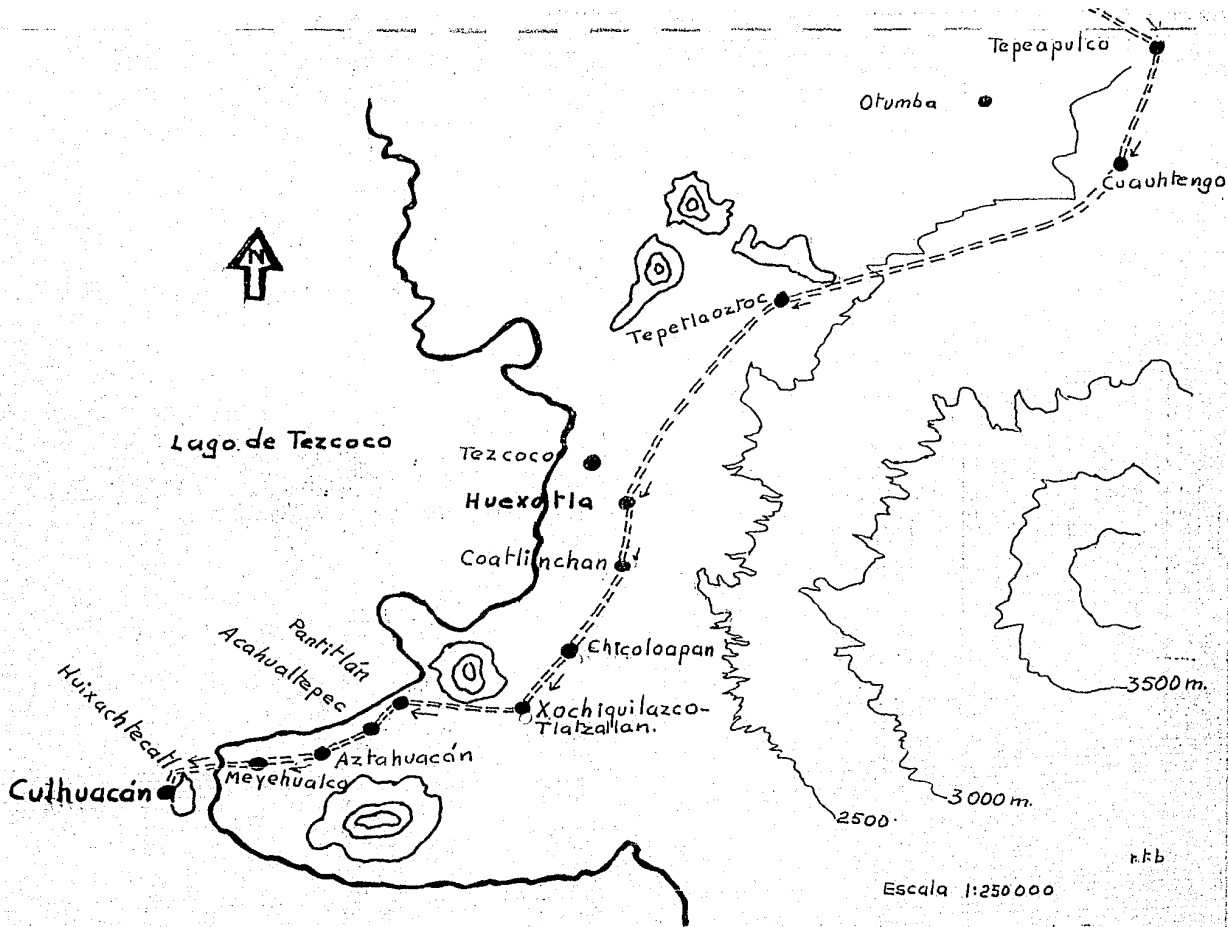 Tepeapulco
Otumba
Cuauhtengo
N
Tepetlaoztoc
Lago de Tezcoco
Tezcoco
Huexotla
Coatlinchan
Pantitlán
Acahualtepec
Chicoloapan
Huixachtecatl
3500 m.
Xochiquilazco-
Tlatzallan.
Aztahuacán
Meyehualco
Culhuacán
3000 m.
2500.
r.f.b
Escala 1:250000